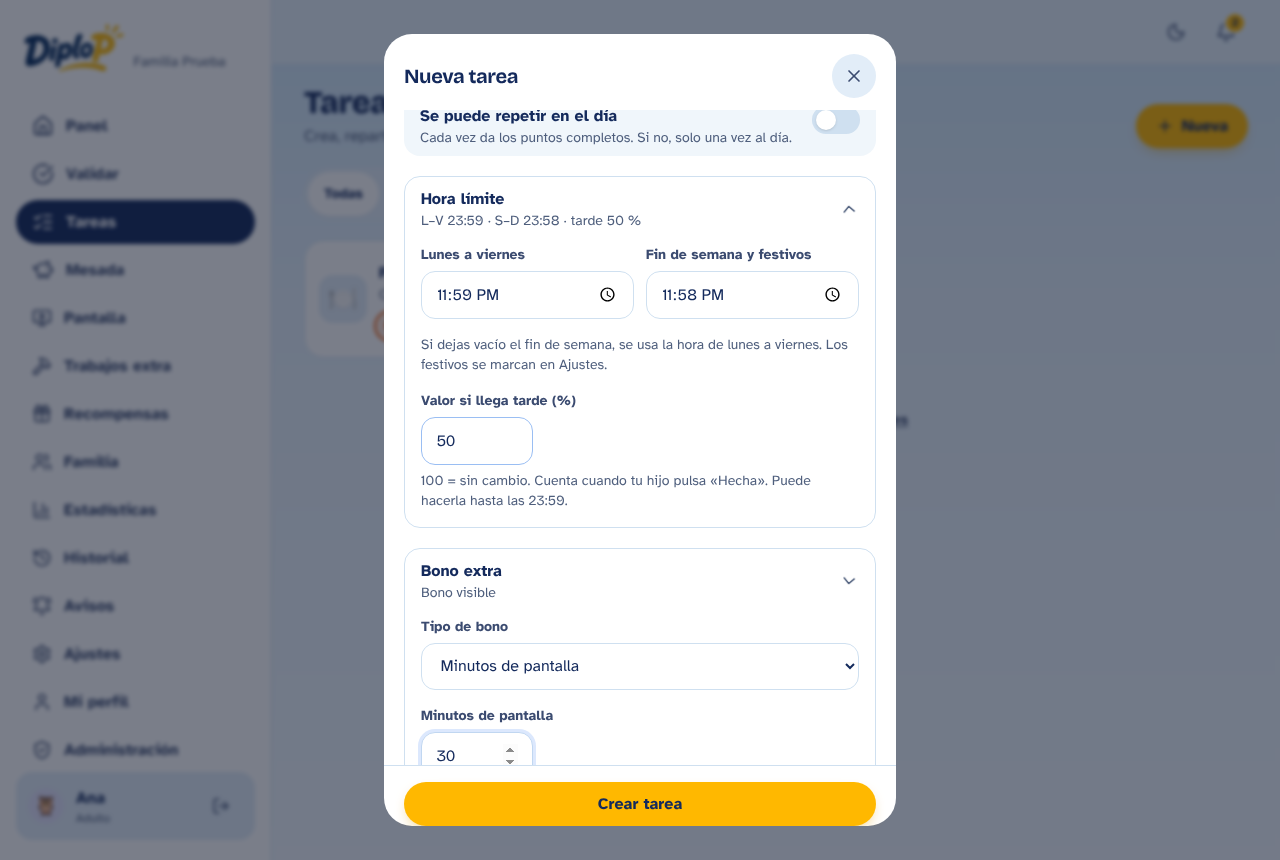 DiploP
Familia Prueba
Panel
Validar
Tareas
Mesada
Pantalla
Trabajos extra
Recompensas
Familia
Estadísticas
Historial
Avisos
Ajustes
Mi perfil
Administración
Ana
Adulto
Tarea
Crea, repar
Todas
Nueva
Nueva tarea
Se puede repetir en el día
Cada vez da los puntos completos. Si no, solo una vez al día.
Hora límite
L–V 23:59 · S–D 23:58 · tarde 50 %
Lunes a viernes
Fin de semana y festivos
11:59 PM
11:58 PM
Si dejas vacío el fin de semana, se usa la hora de lunes a viernes. Los
festivos se marcan en Ajustes.
Valor si llega tarde (%)
50
100 = sin cambio. Cuenta cuando tu hijo pulsa «Hecha». Puede
hacerla hasta las 23:59.
Bono extra
Bono visible
Tipo de bono
Minutos de pantalla
Minutos de pantalla
30
Crear tarea